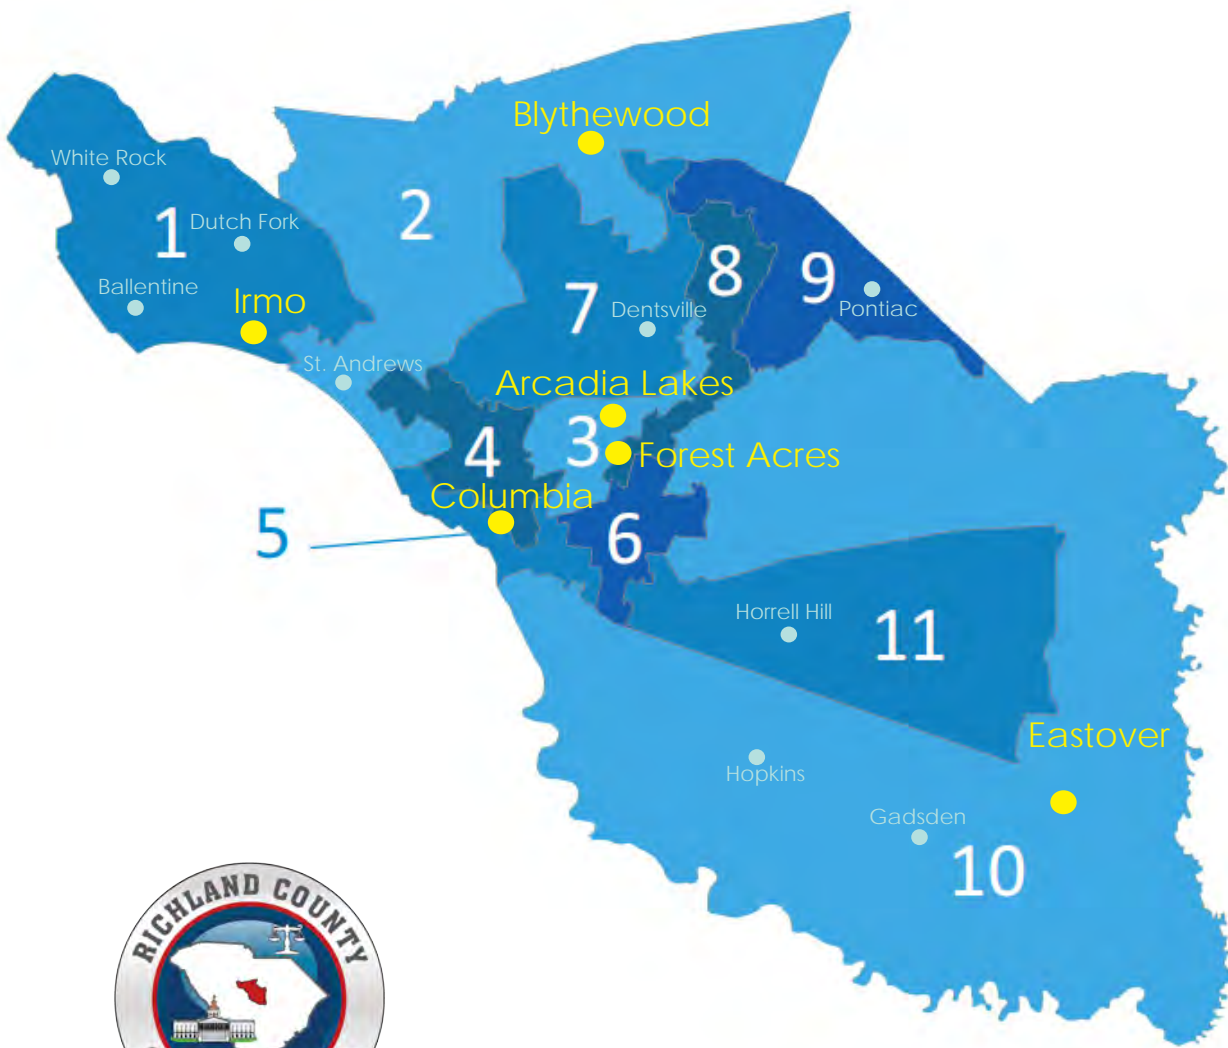 Blythewood
White Rock
1
Dutch Fork
2
Ballentine
Irmo
8
9
7
Dentsville
Pontiac
St. Andrews
Arcadia Lakes
3
4
Forest Acres
Columbia
5
6
Horrell Hill
11
Eastover
Hopkins
Gadsden
10
RICHLAND COUNTY